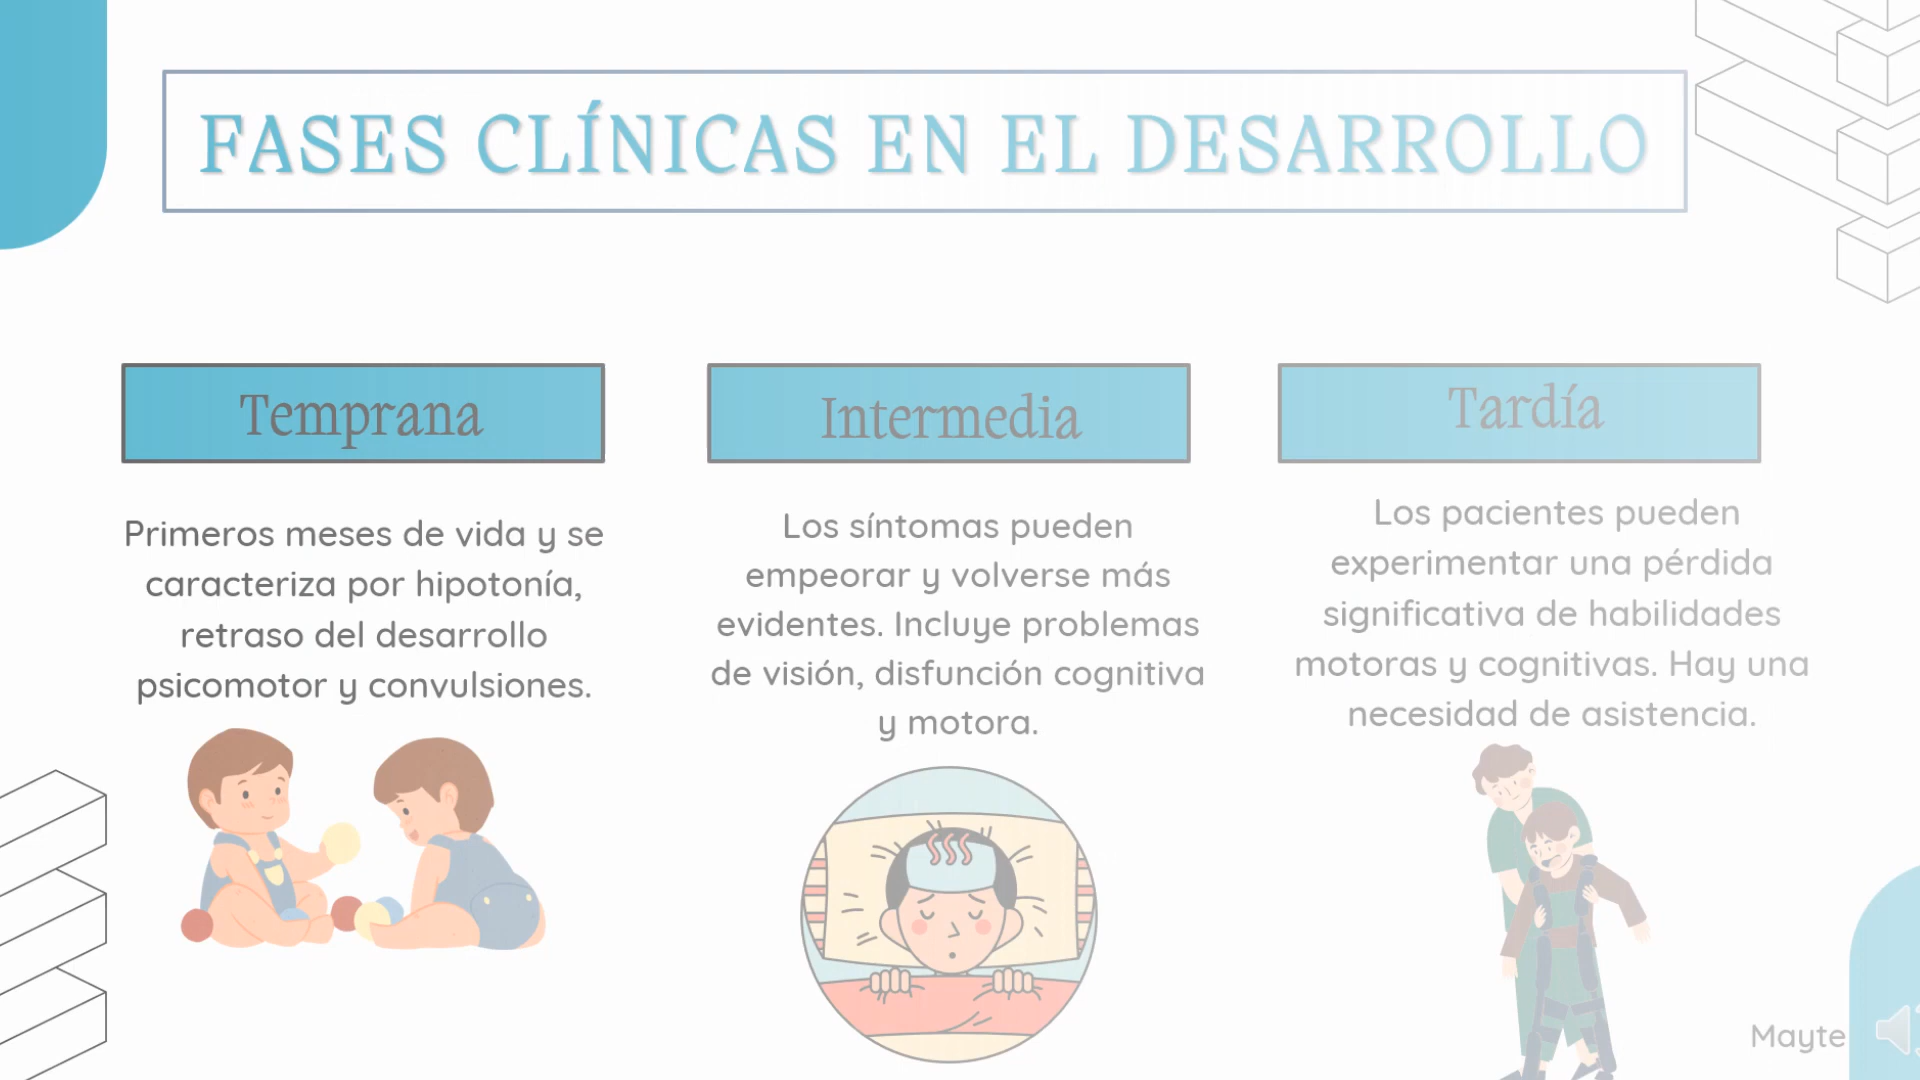 FASES CLÍNICAS EN EL DESARROLLO
Temprana
Primeros meses de vida y se
caracteriza por hipotonía,
retraso del desarrollo
psicomotor y convulsiones.
Intermedia
Los síntomas pueden
empeorar y volverse más
evidentes. Incluye problemas
de visión, disfunción cognitiva
y motora.
Tardía
Los pacientes pueden
experimentar una pérdida
significativa de habilidades
motoras y cognitivas. Hay una
necesidad de asistencia.
Mayte